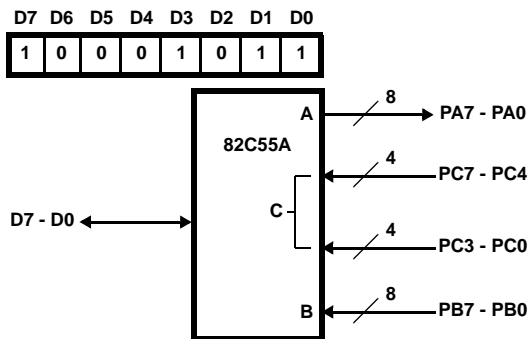 D7 D6 D5 D4 D3 D2 D1 D0
1 0 0 0 1 0 1 1
A 8 PA7 - PA0
82C55A
4 PC7 - PC4
C
D7 - D0
4 PC3 - PC0
B 8 PB7 - PB0